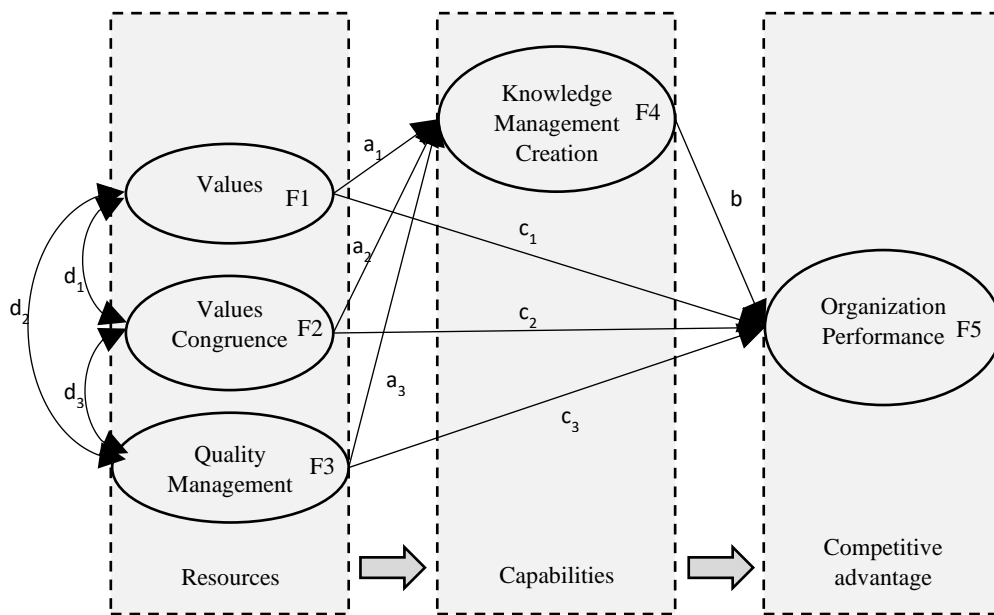 Knowledge
Management
Creation
F4
a1
Values
F1
b
a2
c1
d1
d2
Values
Congruence
F2
c2
Organization
Performance
F5
d3
a3
c3
Quality
Management
F3
Resources
Capabilities
Competitive
advantage